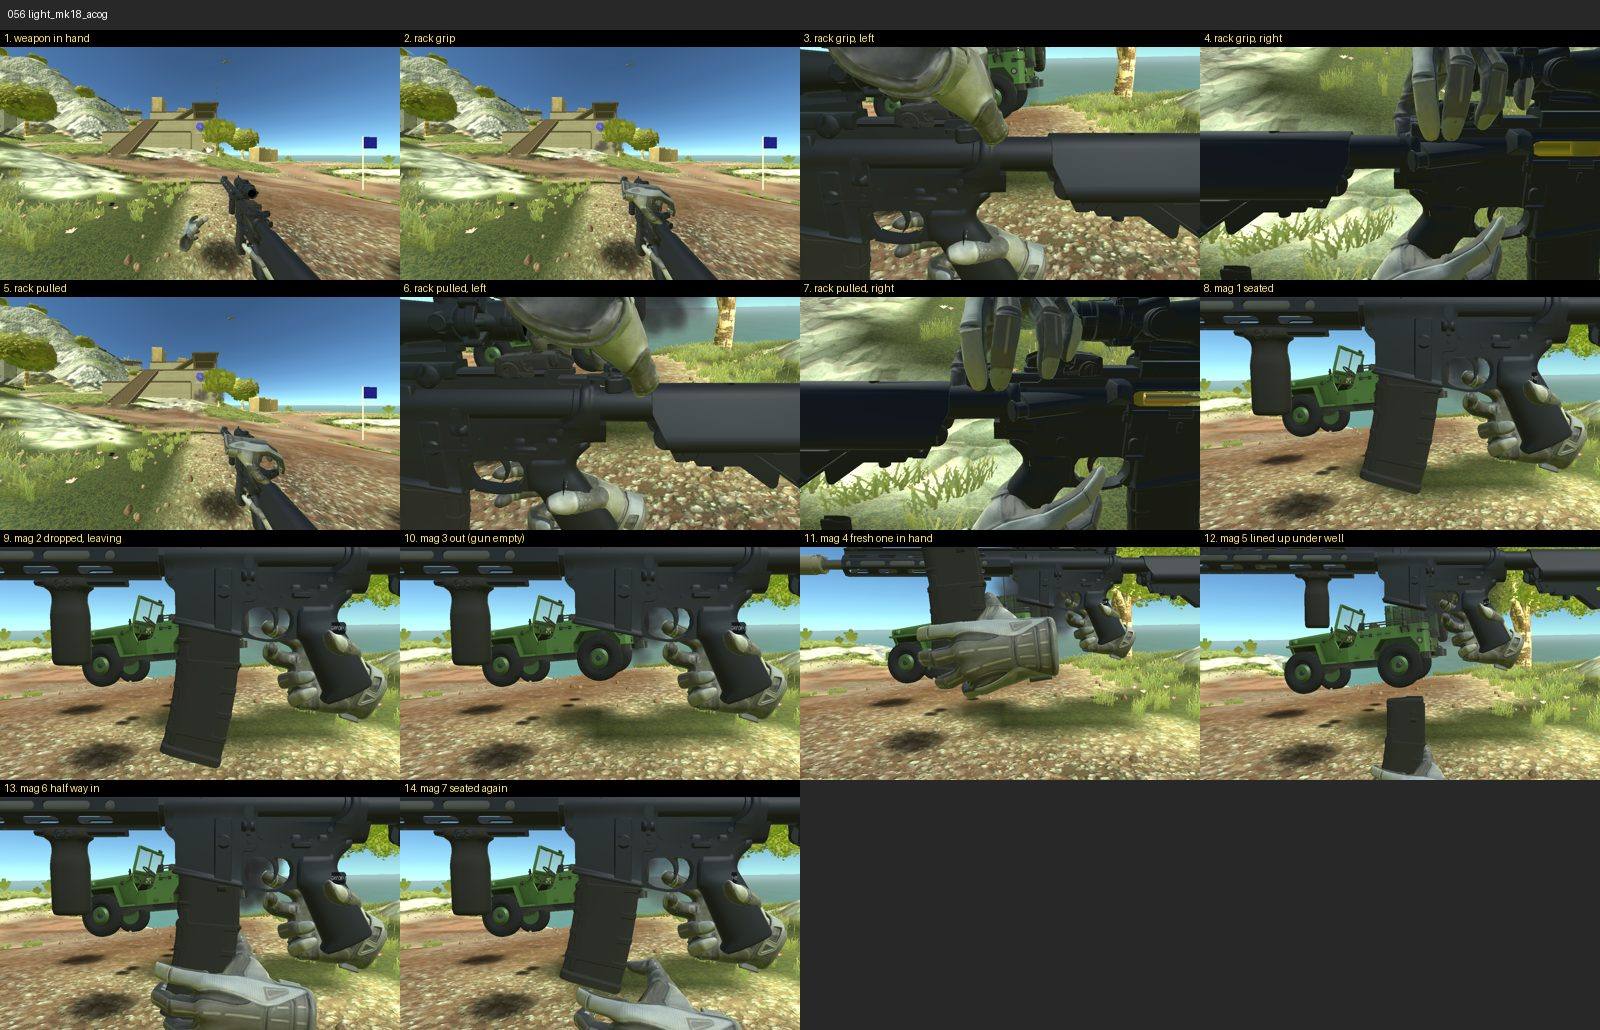 056 light_mk18_acog
1. weapon in hand
2. rack grip
3. rack grip, left
4. rack grip, right
5. rack pulled
6. rack pulled, left
7. rack pulled, right
8. mag 1 seated
9. mag 2 dropped, leaving
10. mag 3 out (gun empty)
11. mag 4 fresh one in hand
12. mag 5 lined up under well
13. mag 6 half way in
14. mag 7 seated again